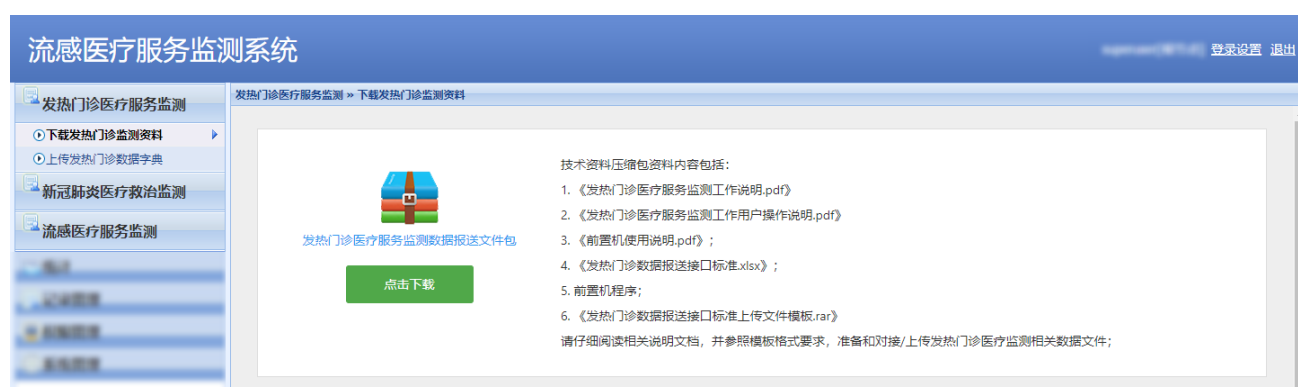 流感医疗服务监测系统
登录设置 退出
发热门诊医疗服务监测
下载发热门诊监测资料
上传发热门诊数据字典
新冠肺炎医疗救治监测
流感医疗服务监测
发热门诊医疗服务监测 » 下载发热门诊监测资料
发热门诊医疗服务监测数据报送文件包
点击下载
技术资料压缩包资料内容包括：
1. 《发热门诊医疗服务监测工作说明.pdf》
2. 《发热门诊医疗服务监测工作用户操作说明.pdf》
3. 《前置机使用说明.pdf》；
4. 《发热门诊数据报送接口标准.xlsx》；
5. 前置机程序；
6. 《发热门诊数据报送接口标准上传文件模板.rar》
请仔细阅读相关说明文档，并参照模板格式要求，准备和对接/上传发热门诊医疗监测相关数据文件；